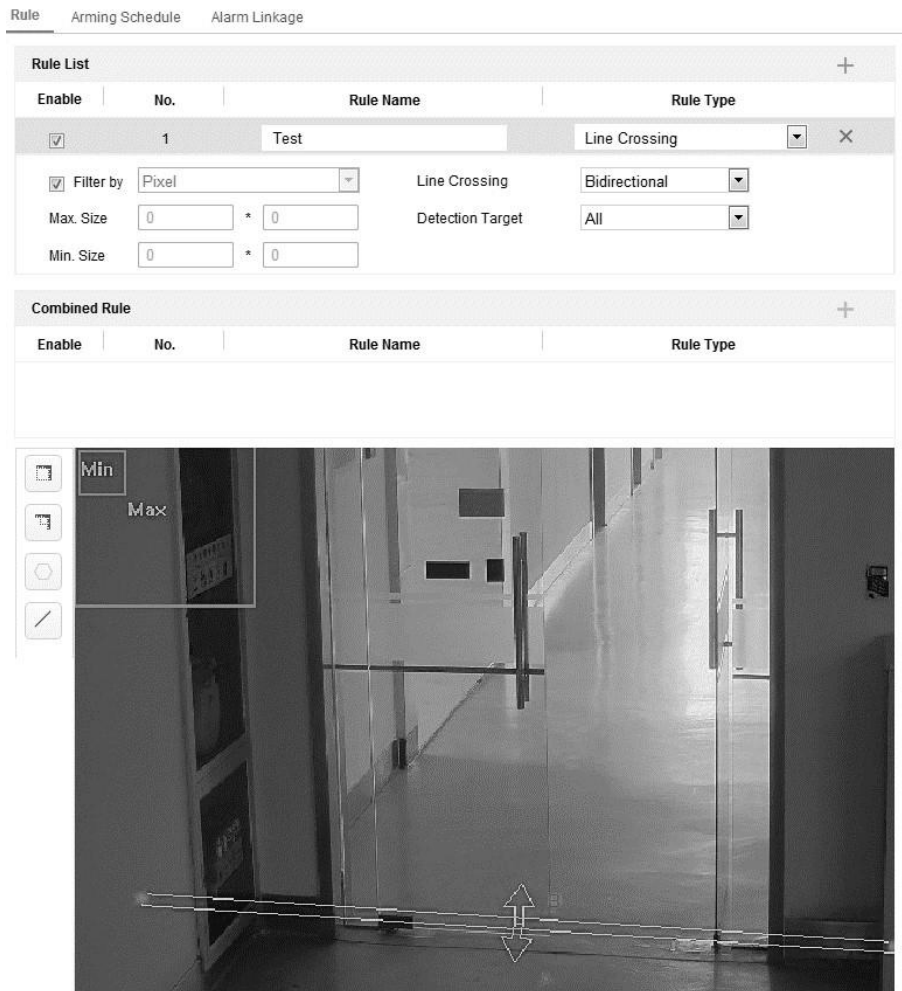 Rule Arming Schedule Alarm Linkage
Rule List
Enable No. Rule Name Rule Type
1 Test Line Crossing
Filter by Pixel Line Crossing Bidirectional
Max. Size 0 * 0 Detection Target All
Min. Size 0 * 0
Combined Rule
Enable No. Rule Name Rule Type
Min
Max